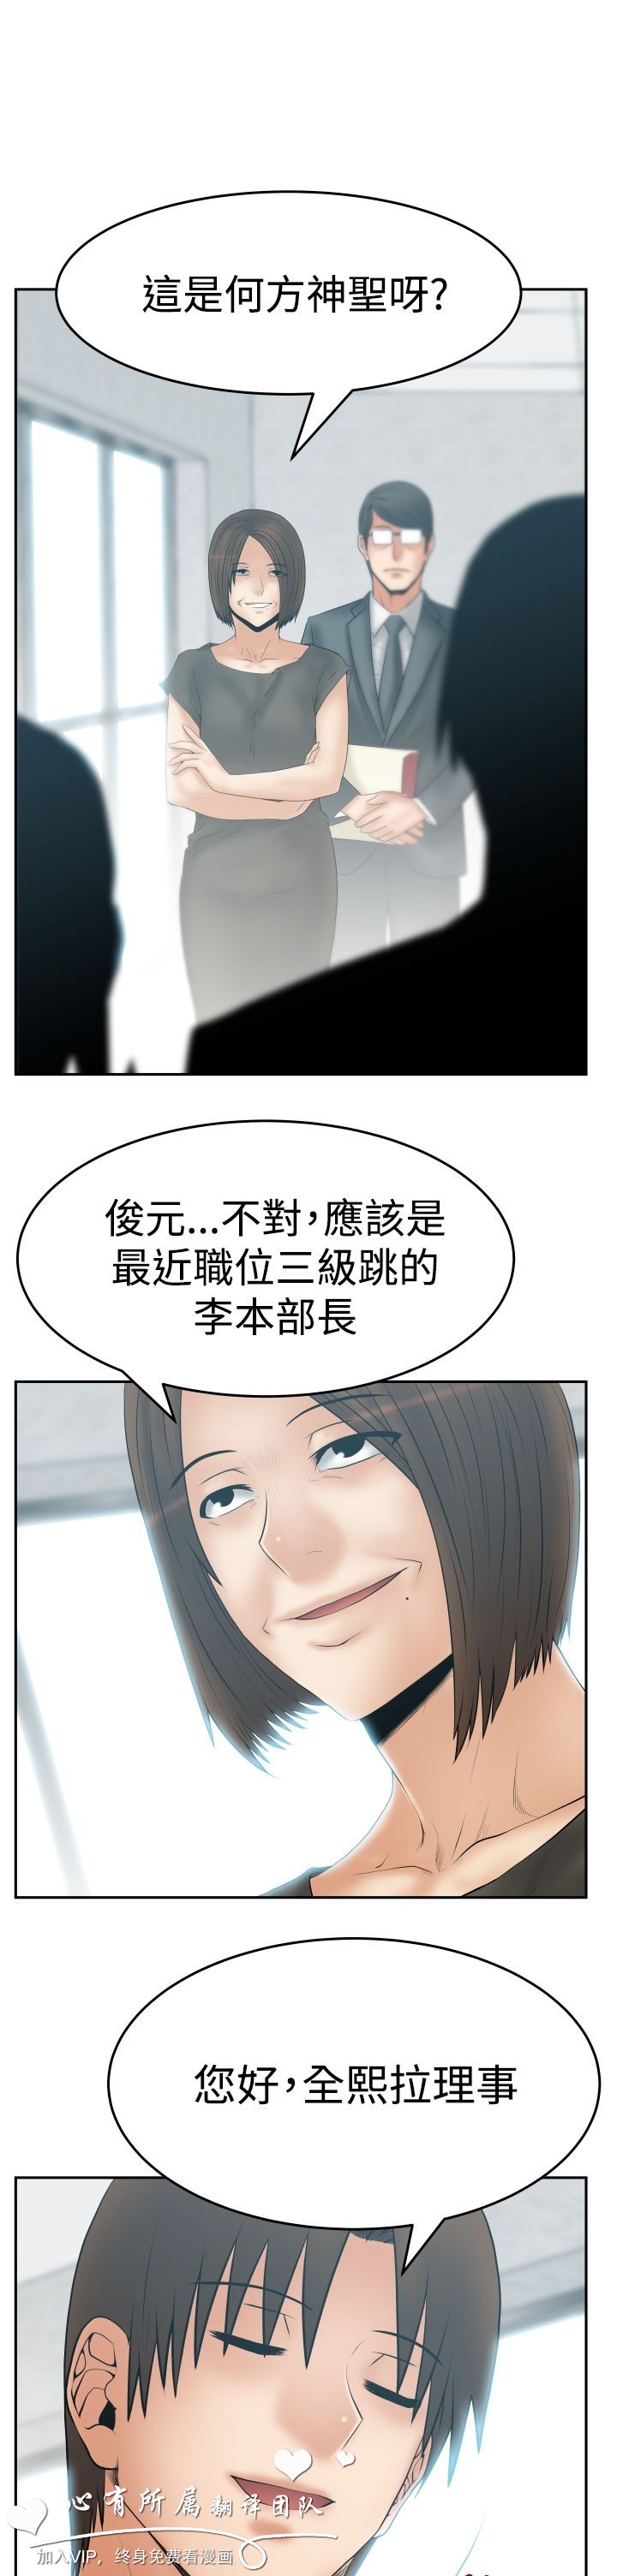 這是何方神聖呀?
俊元...不對,應該是
最近職位三級跳的
李本部長
您好,全熙拉理事
心有所属翻译团队
加入VIP，终身免费看漫画